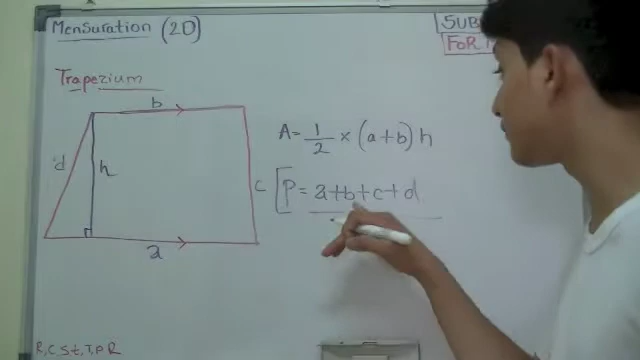 Mensuration (2D)
SUB
FOR M
Trapezium
b
d
h
c
a
A = 1/2 × (a+b) h
P = a+b+c+d
R, C, S, t, T, P, R